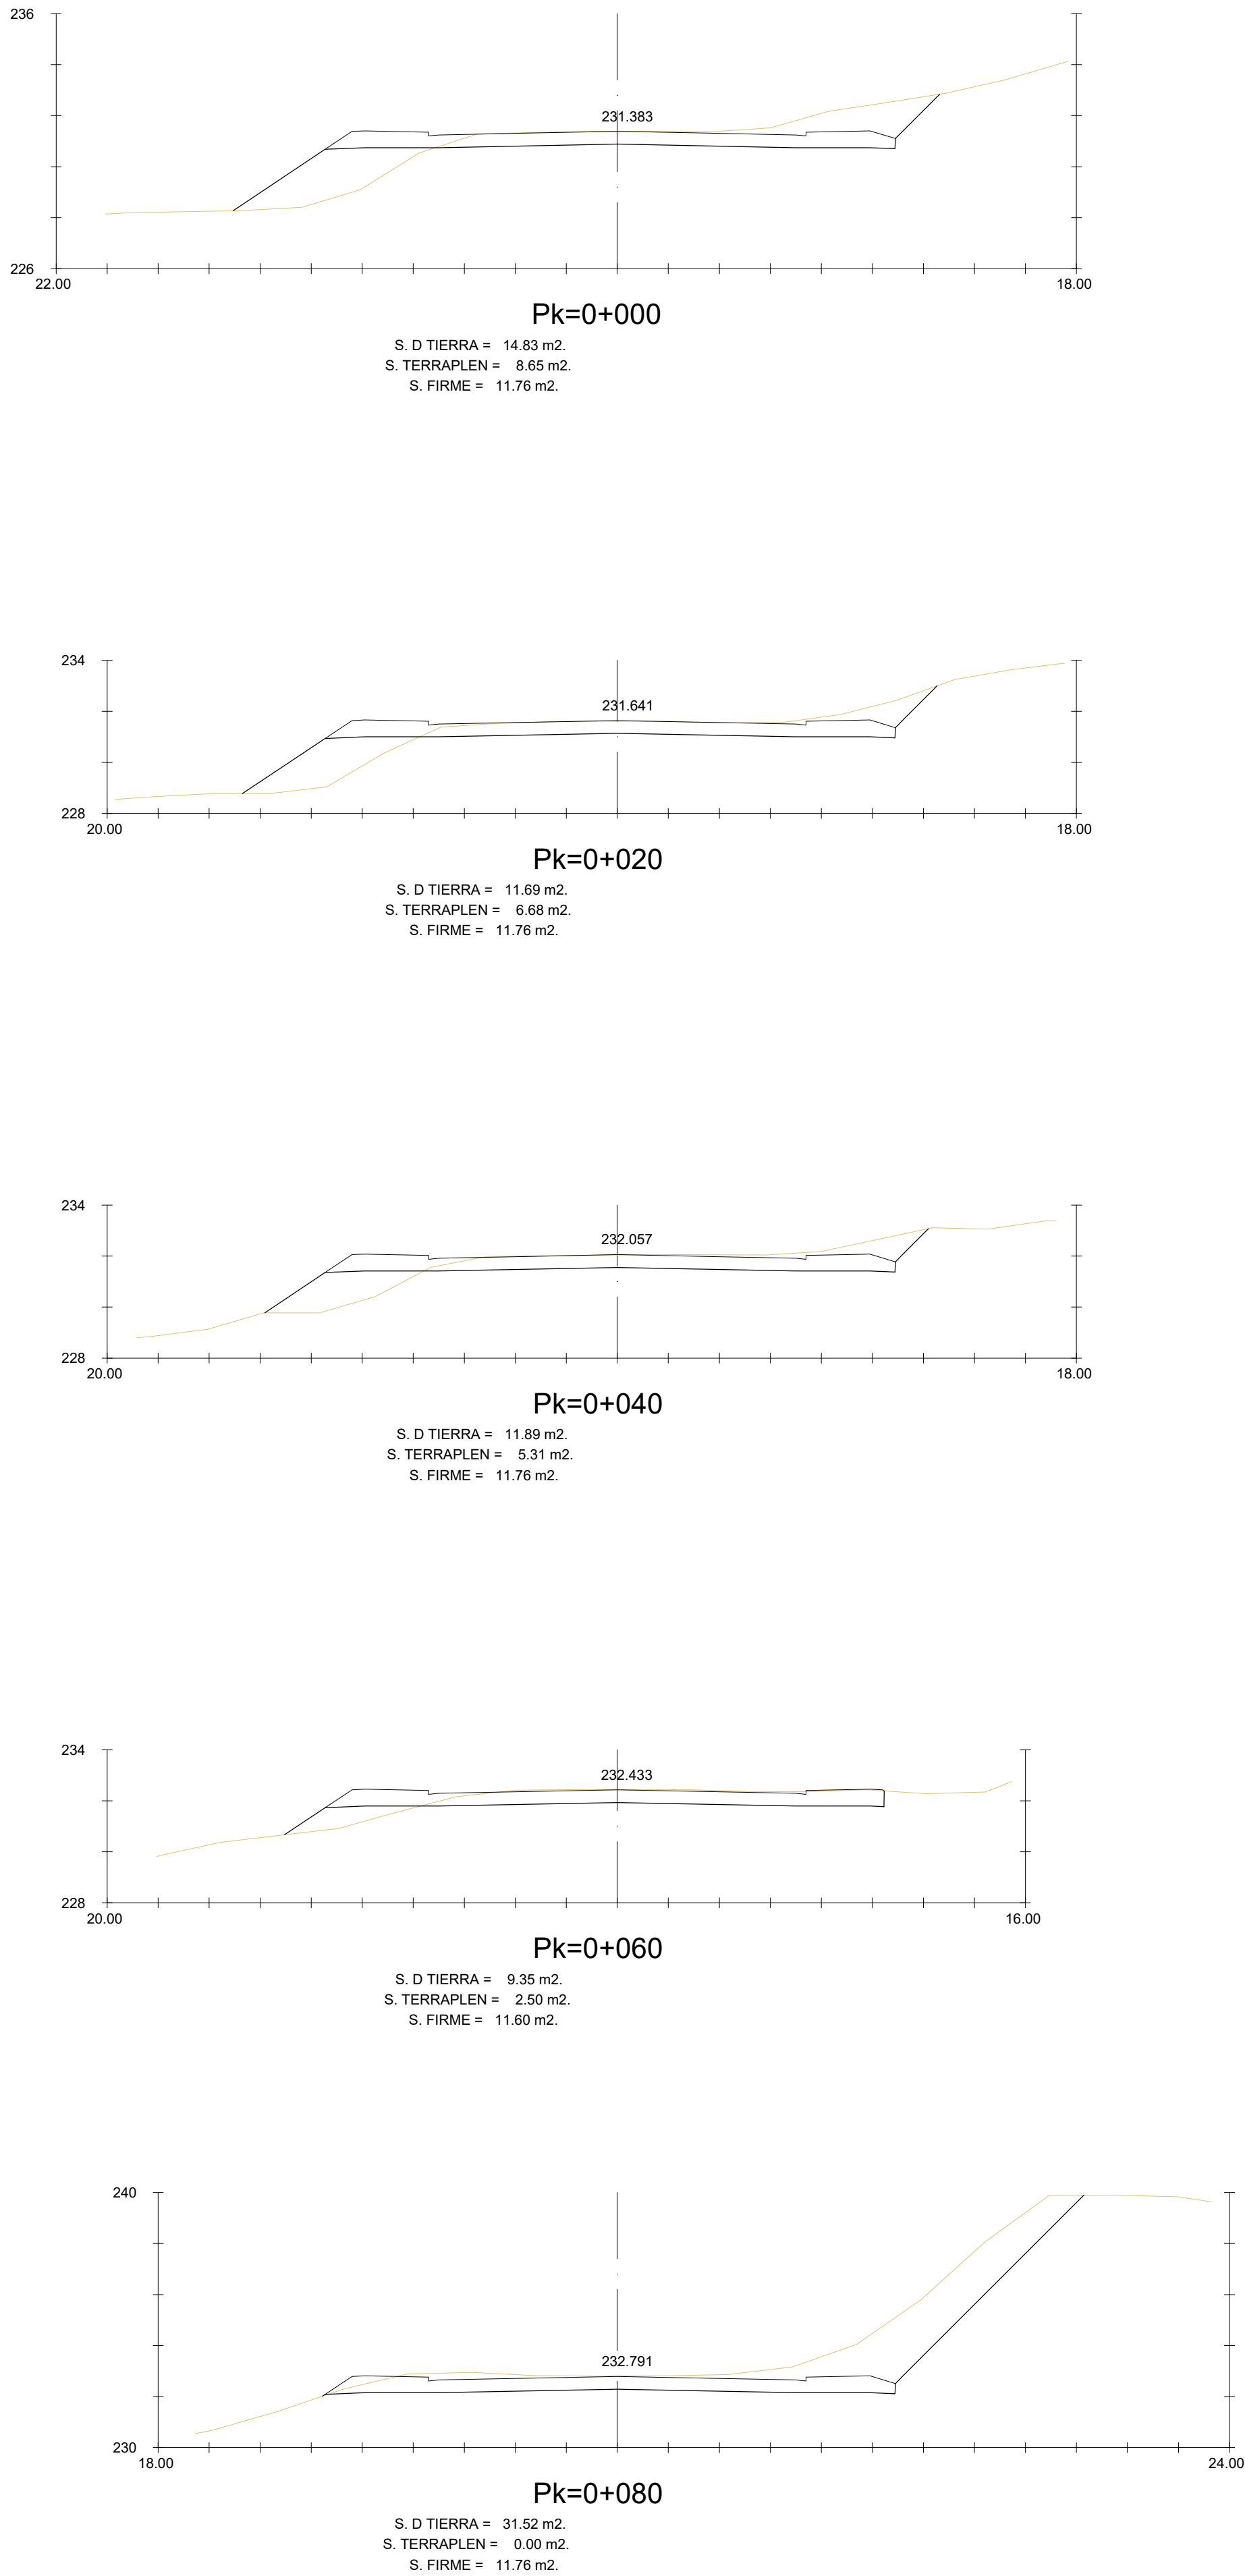 236
231.383
226
22.00 18.00
Pk=0+000
S. D TIERRA = 14.83 m2.
S. TERRAPLEN = 8.65 m2.
S. FIRME = 11.76 m2.
234
231.641
228
20.00 18.00
Pk=0+020
S. D TIERRA = 11.69 m2.
S. TERRAPLEN = 6.68 m2.
S. FIRME = 11.76 m2.
234
232.057
228
20.00 18.00
Pk=0+040
S. D TIERRA = 11.89 m2.
S. TERRAPLEN = 5.31 m2.
S. FIRME = 11.76 m2.
234
232.433
228
20.00 16.00
Pk=0+060
S. D TIERRA = 9.35 m2.
S. TERRAPLEN = 2.50 m2.
S. FIRME = 11.60 m2.
240
232.791
230
18.00 24.00
Pk=0+080
S. D TIERRA = 31.52 m2.
S. TERRAPLEN = 0.00 m2.
S. FIRME = 11.76 m2.